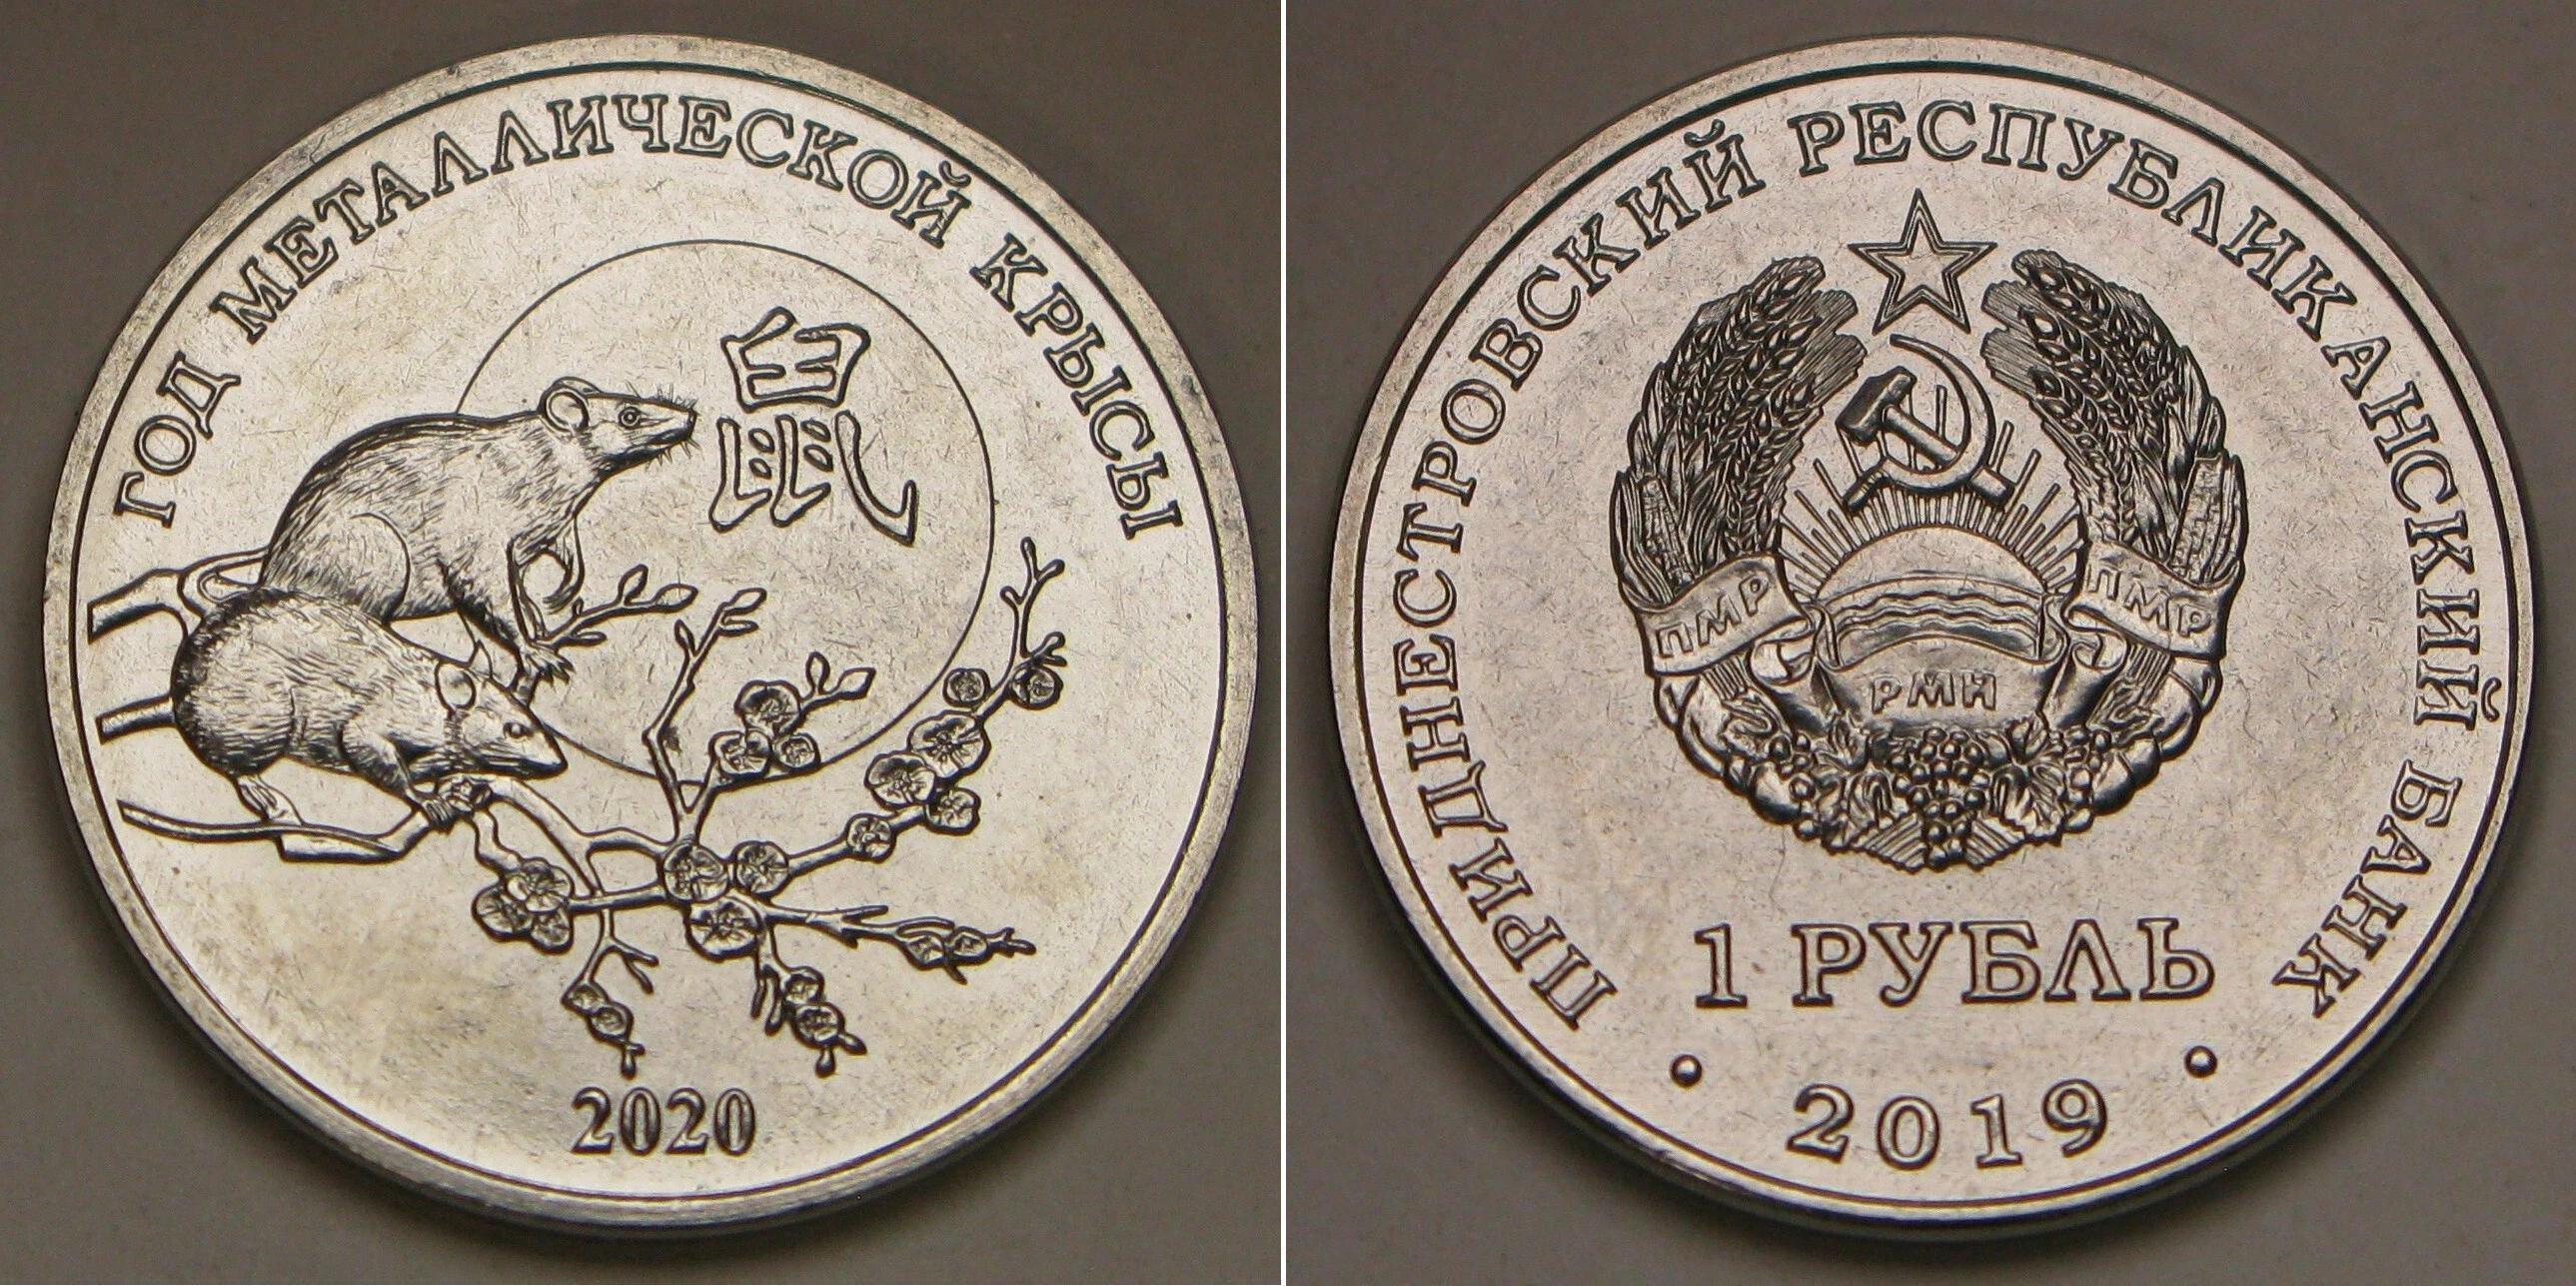 ГОД МЕТАЛЛИЧЕСКОЙ КРЫСЫ
鼠
2020
ПРИДНЕСТРОВСКИЙ РЕСПУБЛИКАНСКИЙ БАНК
ПМР
ПМР
РМН
1 РУБЛЬ
• 2019 •